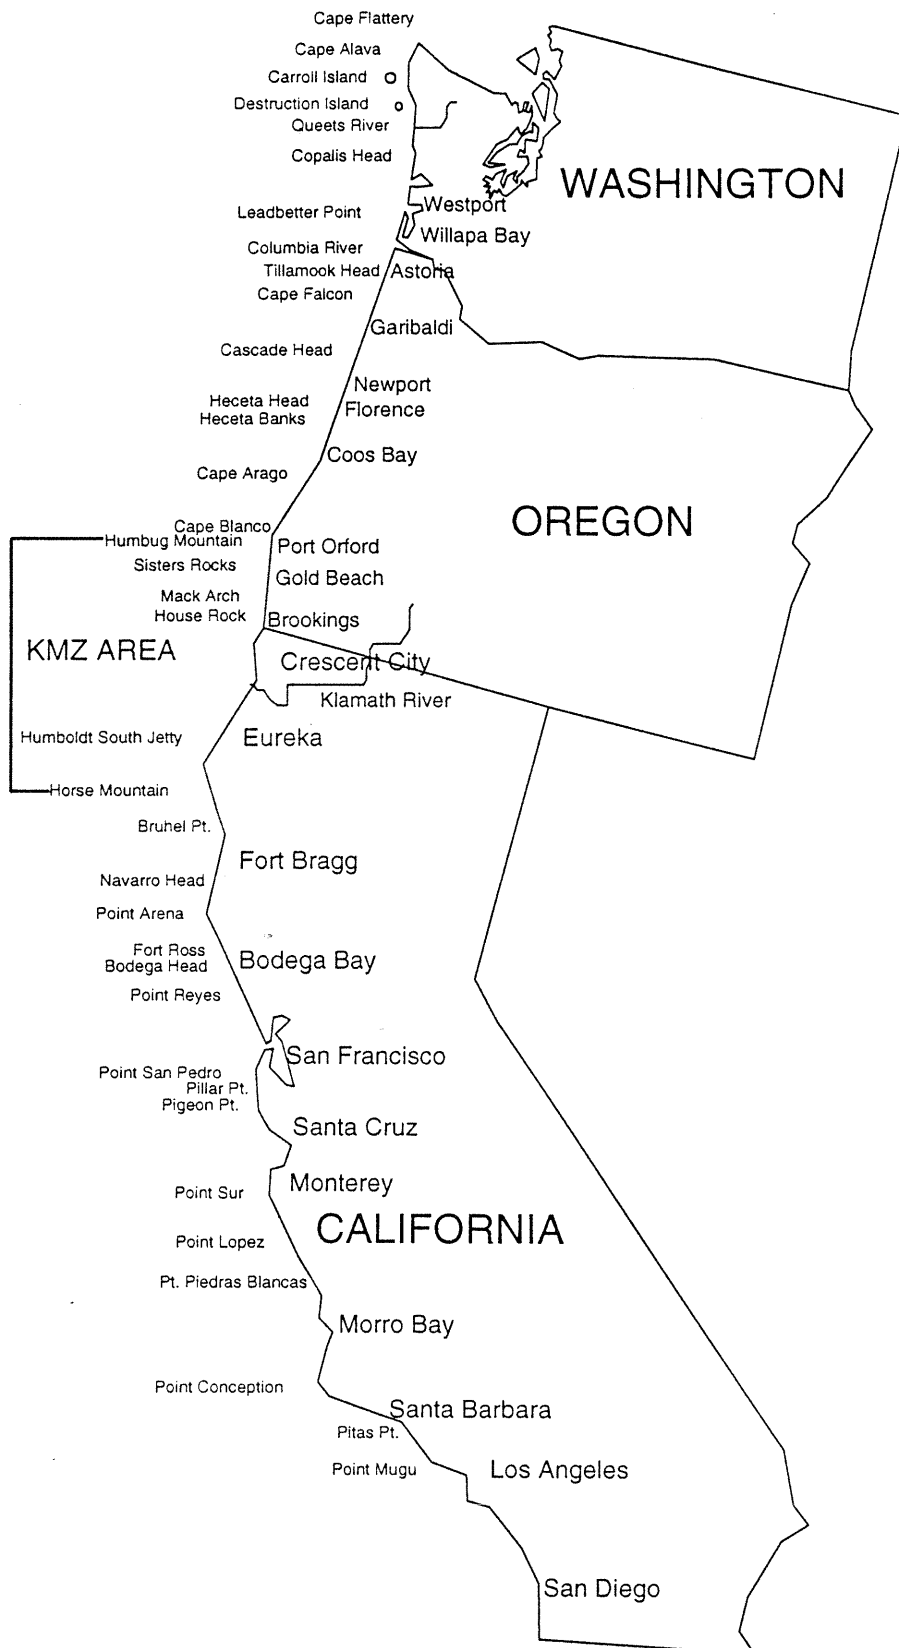 Cape Flattery
Cape Alava
Carroll Island
Destruction Island
Queets River
Copalis Head
WASHINGTON
Westport
Leadbetter Point
Willapa Bay
Columbia River
Tillamook Head
Astoria
Cape Falcon
Garibaldi
Cascade Head
Newport
Heceta Head
Florence
Heceta Banks
Coos Bay
Cape Arago
OREGON
Cape Blanco
Humbug Mountain
Port Orford
Sisters Rocks
Gold Beach
Mack Arch
House Rock
Brookings
KMZ AREA
Crescent City
Klamath River
Humboldt South Jetty
Eureka
Horse Mountain
Bruhel Pt.
Fort Bragg
Navarro Head
Point Arena
Fort Ross
Bodega Bay
Bodega Head
Point Reyes
San Francisco
Point San Pedro
Pillar Pt.
Pigeon Pt.
Santa Cruz
Monterey
Point Sur
CALIFORNIA
Point Lopez
Pt. Piedras Blancas
Morro Bay
Point Conception
Santa Barbara
Pitas Pt.
Point Mugu
Los Angeles
San Diego